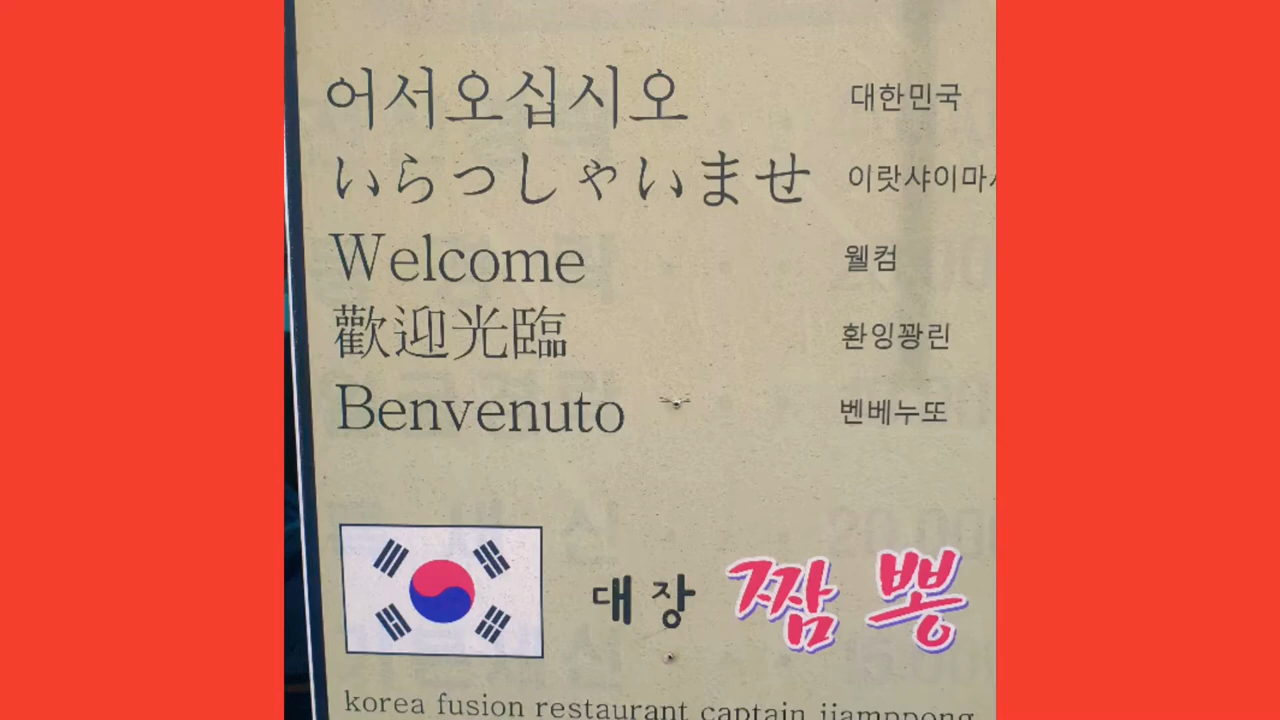 어서오십시오 대한민국
いらっしゃいませ 이랏샤이마
Welcome 웰컴
歡迎光臨 환잉꽝린
Benvenuto 벤베누또
대장 짬뽕
korea fusion restaurant captain jjamppong